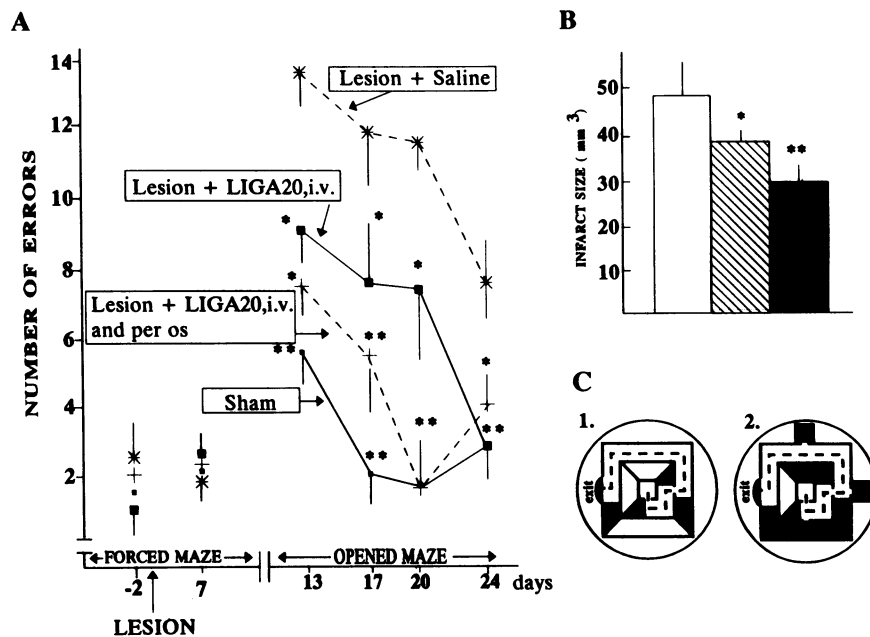 A
NUMBER OF ERRORS
14
12
10
8
6
4
2
Lesion + Saline
Lesion + LIGA20,i.v.
Lesion + LIGA20,i.v.
and per os
Sham
*
*
*
*
**
**
**
**
*
**
FORCED MAZE
OPENED MAZE
-2
7
13
17
20
24
days
LESION
B
INFARCT SIZE ( mm 3)
50
40
30
20
10
*
**
C
1.
exit
2.
exit